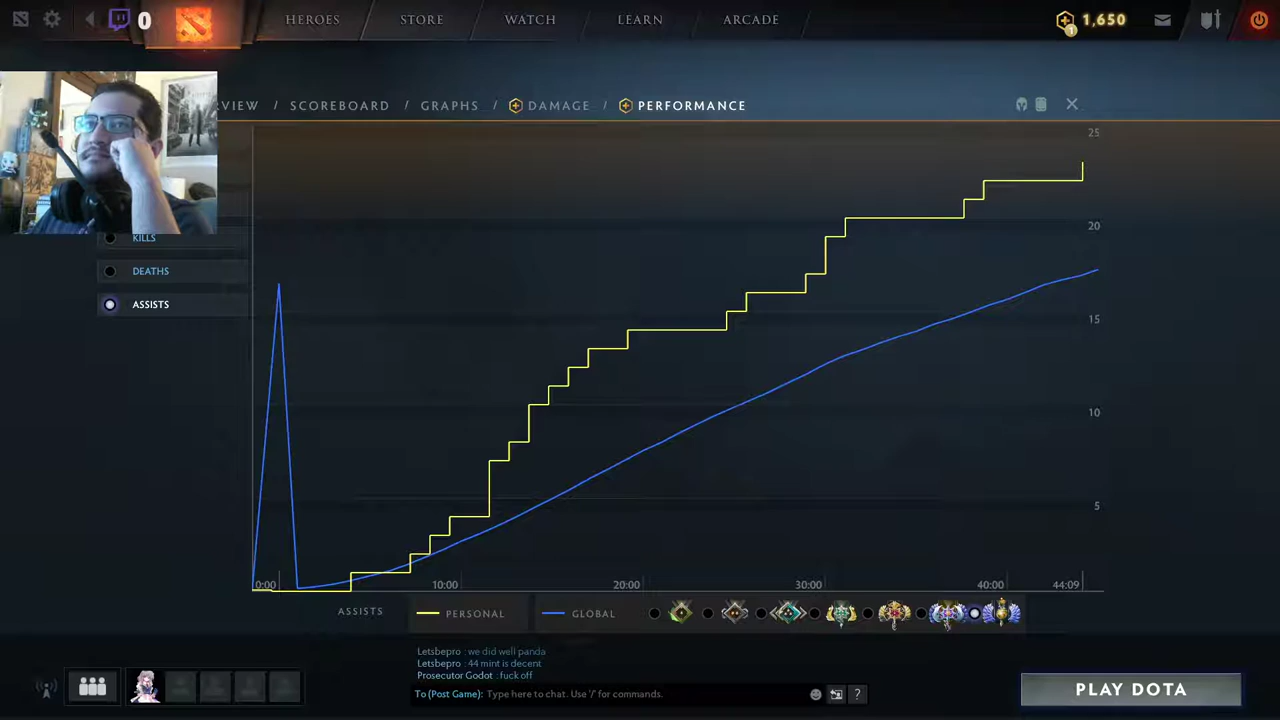 0
HEROES
STORE
WATCH
LEARN
ARCADE
1,650
1
VIEW / SCOREBOARD / GRAPHS / DAMAGE / PERFORMANCE
KILLS
DEATHS
ASSISTS
25
20
15
10
5
0:00 10:00 20:00 30:00 40:00 44:09
ASSISTS PERSONAL GLOBAL
Letsbepro : we did well panda
Letsbepro : 44 mint is decent
Prosecutor Godot : fuck off
To (Post Game): Type here to chat. Use '/' for commands.
?
PLAY DOTA